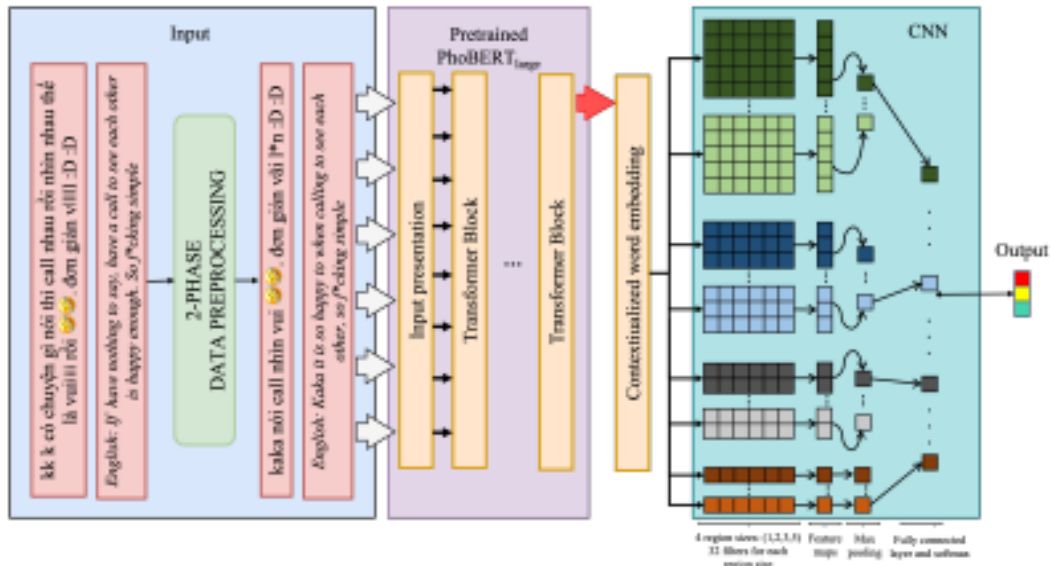 Input
kk k có chuyện gì nói thì call nhau rồi nhìn nhau thế
là vuiiii rồi 😂😂. đơn giản vllll :D :D
English: If have nothing to say, have a call to see each other
is happy enough. So f*cking simple
2-PHASE
DATA PREPROCESSING
kaka nói call nhìn vui 😂😂. đơn giản vãi l*n :D :D
English: Kaka it is so happy to when calling to see each
other, so f*cking simple
Pretrained
PhoBERT large
Input presentation
Transformer Block
...
Transformer Block
Contextualized word embedding
CNN
Output
4 region sizes: (1,2,3,5)
32 filters for each
region size
Feature
maps
Max
pooling
Fully connected
layer and softmax